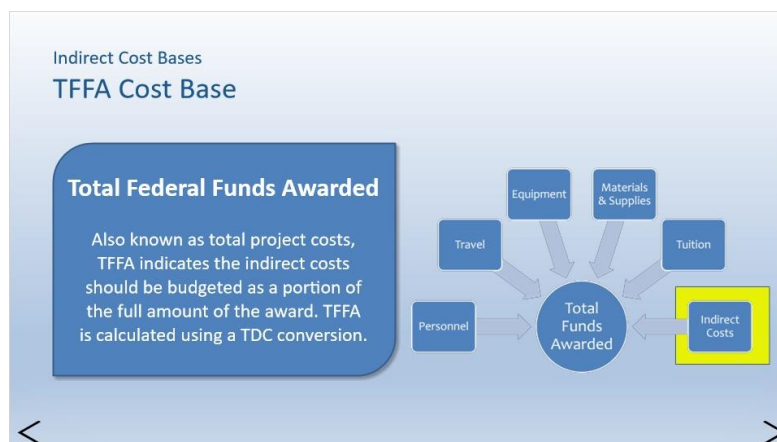 Indirect Cost Bases
TFFA Cost Base
Total Federal Funds Awarded
Also known as total project costs,
TFFA indicates the indirect costs
should be budgeted as a portion
of the full amount of the award. TFFA
is calculated using a TDC conversion.
Personnel
Travel
Equipment
Materials
& Supplies
Tuition
Indirect
Costs
Total
Funds
Awarded